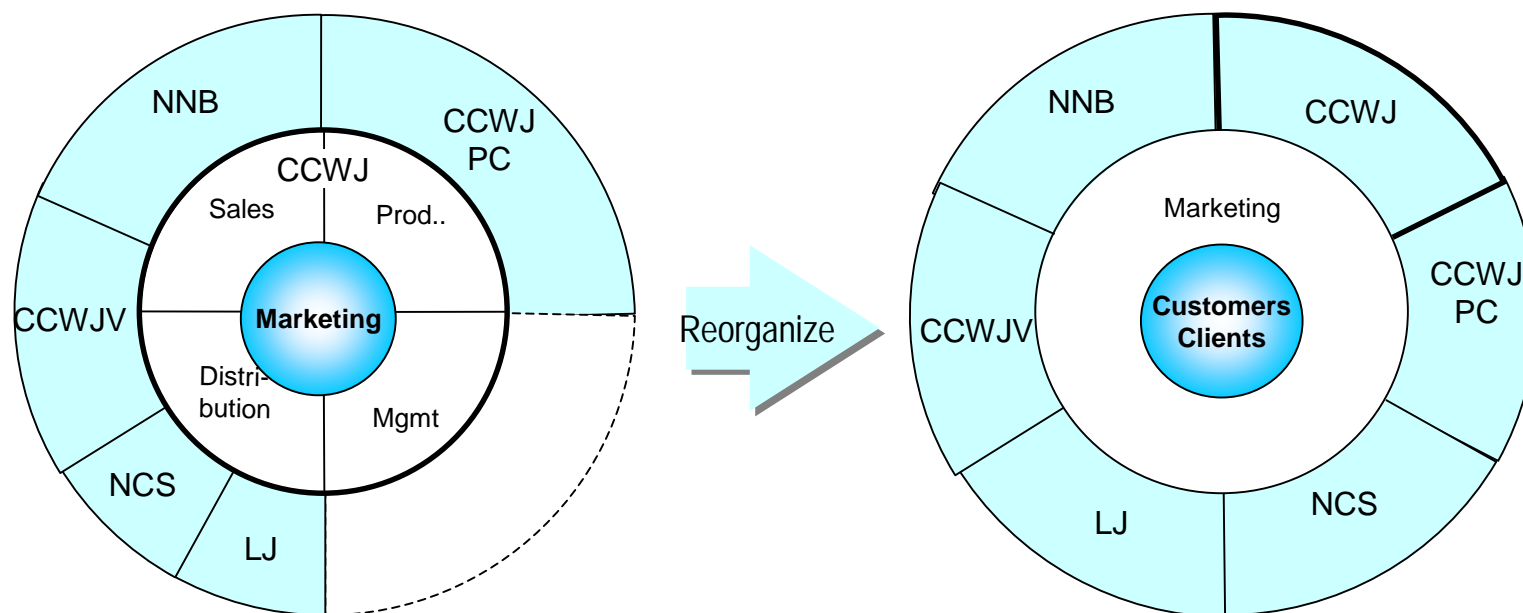 NNB
CCWJ
PC
CCWJ
Sales
Prod..
Marketing
CCWJV
Distri-
bution
Mgmt
NCS
LJ
Reorganize
NNB
CCWJ
Marketing
CCWJ
PC
Customers
Clients
CCWJV
LJ
NCS